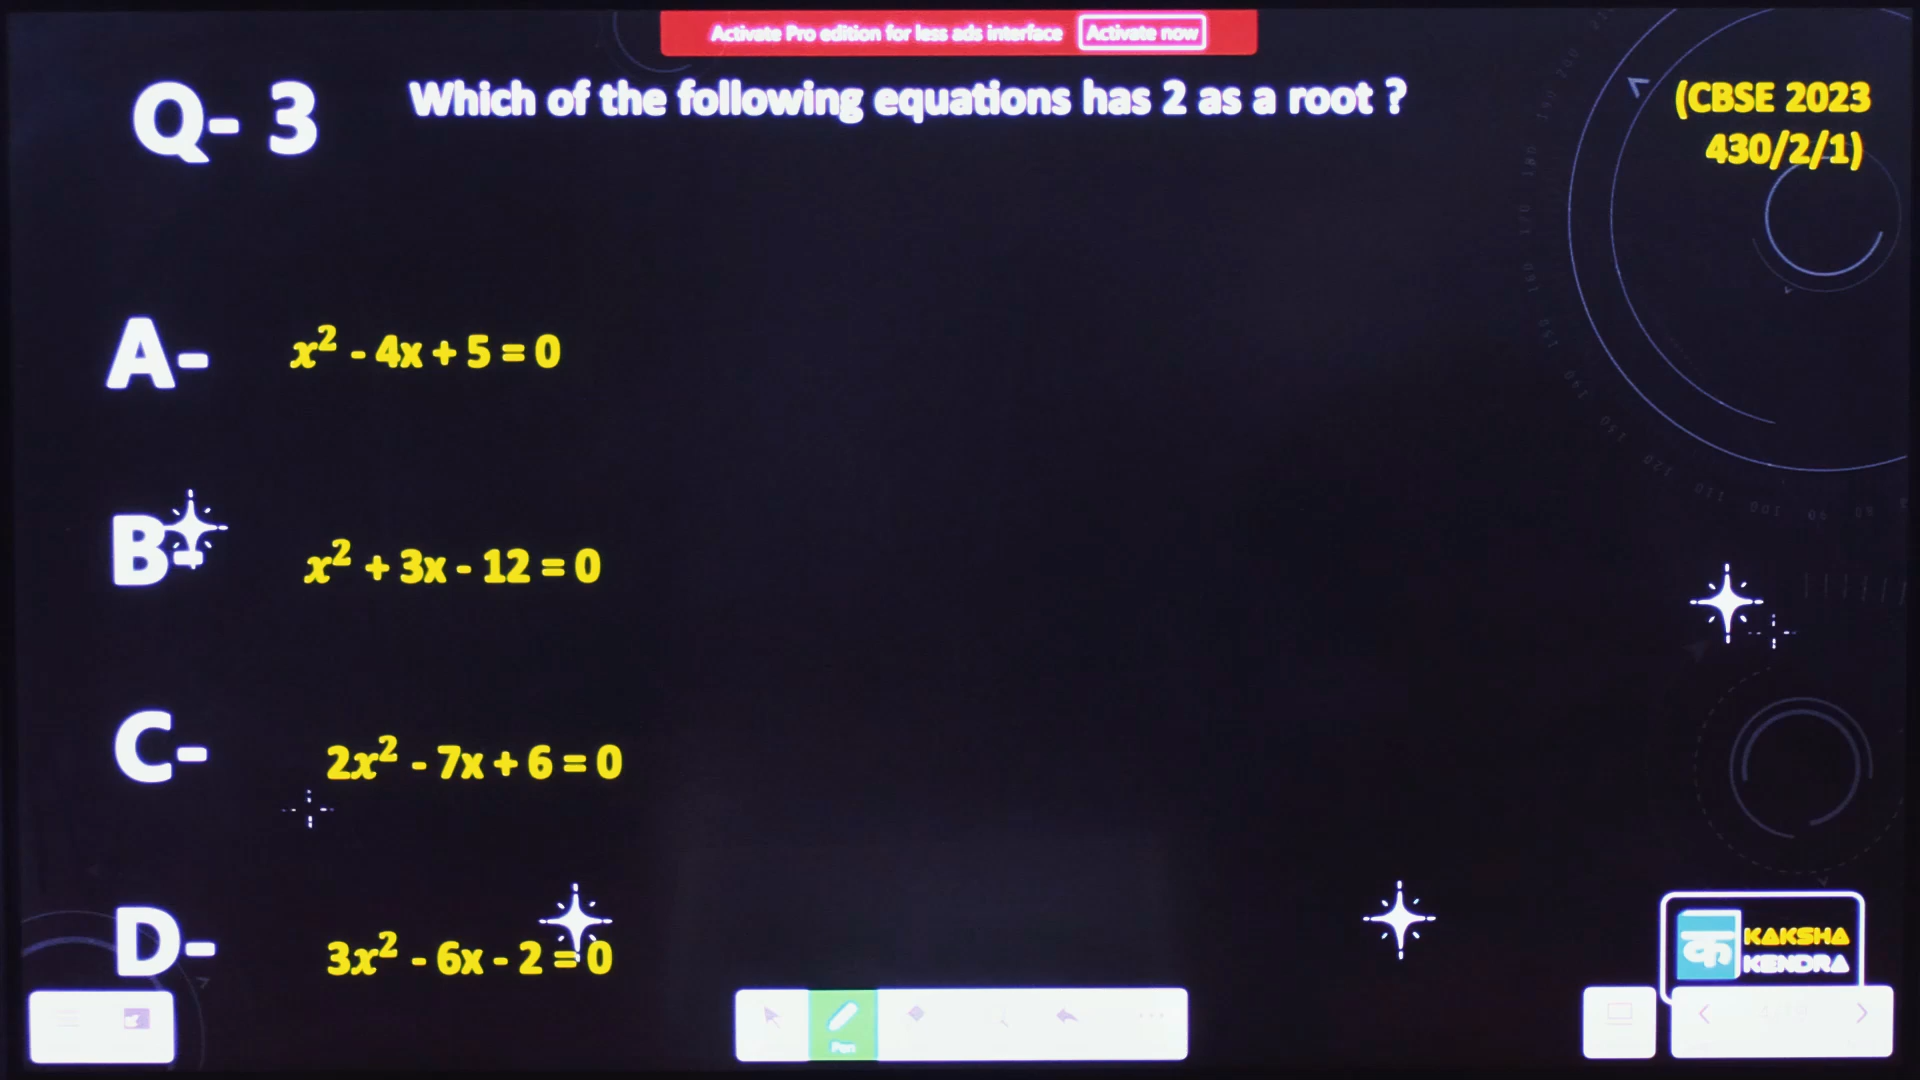 Activate Pro edition for less ads interface Activate now
Q- 3 Which of the following equations has 2 as a root ?
(CBSE 2023
430/2/1)
A- x² - 4x + 5 = 0
B- x² + 3x - 12 = 0
C- 2x² - 7x + 6 = 0
D- 3x² - 6x - 2 = 0
क KAKSHA
KENDRA
Pen